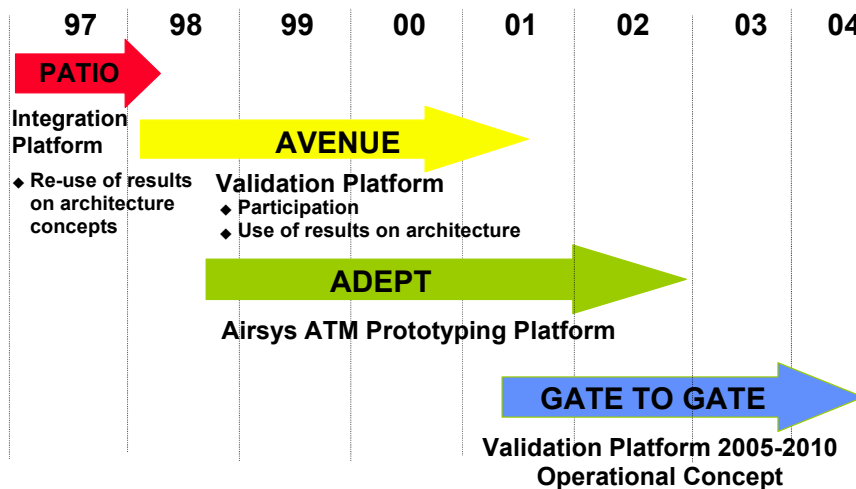 97 98 99 00 01 02 03 04
PATIO
Integration
Platform
◆ Re-use of results
on architecture
concepts
AVENUE
Validation Platform
◆ Participation
◆ Use of results on architecture
ADEPT
Airsys ATM Prototyping Platform
GATE TO GATE
Validation Platform 2005-2010
Operational Concept